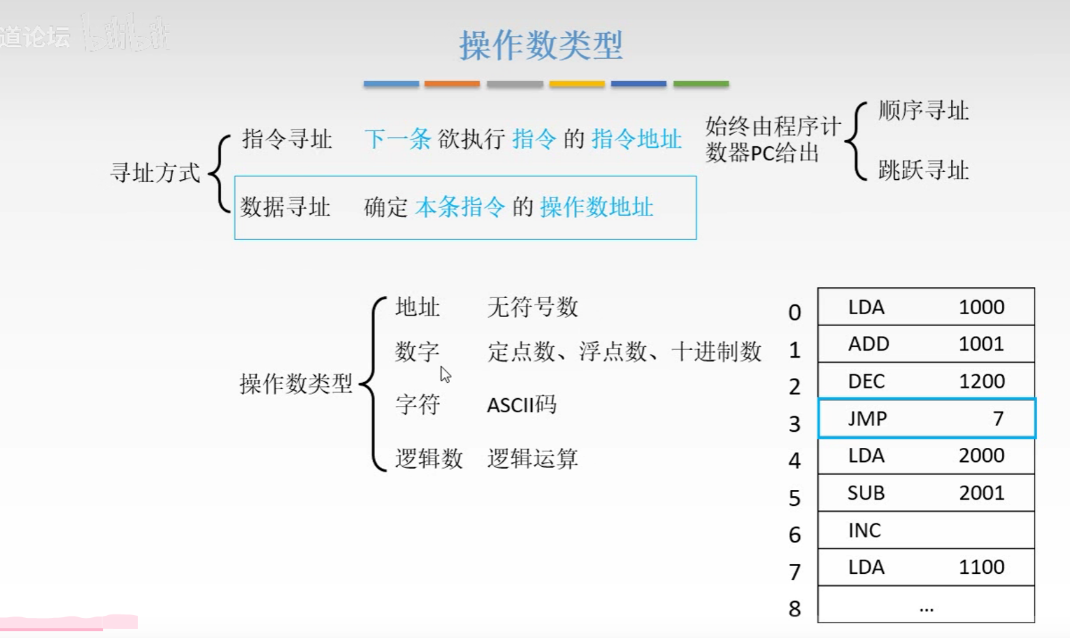 道论坛
操作数类型
寻址方式
指令寻址 下一条 欲执行 指令 的 指令地址
始终由程序计
数器PC给出
顺序寻址
跳跃寻址
数据寻址 确定 本条指令 的 操作数地址
操作数类型
地址 无符号数
数字 定点数、浮点数、十进制数
字符 ASCII码
逻辑数 逻辑运算
0 LDA 1000
1 ADD 1001
2 DEC 1200
3 JMP 7
4 LDA 2000
5 SUB 2001
6 INC
7 LDA 1100
8 ...